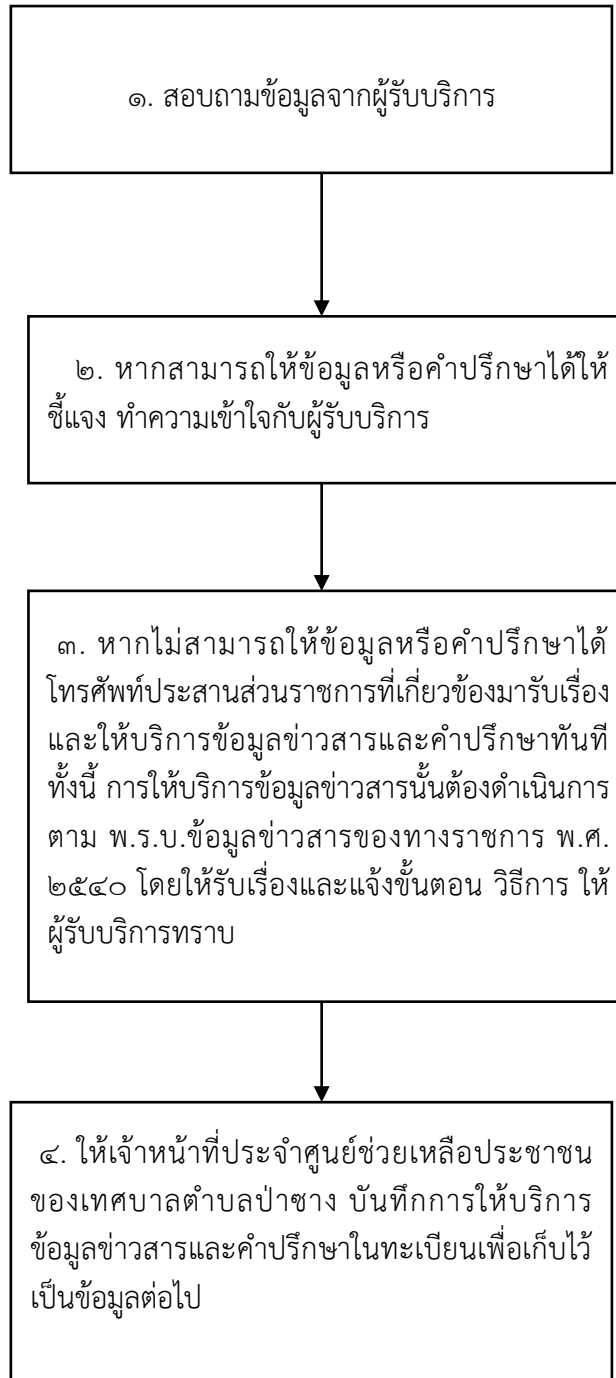 ๑. สอบถามข้อมูลจากผู้รับบริการ
๒. หากสามารถให้ข้อมูลหรือคำปรึกษาได้ให้
ชี้แจง ทำความเข้าใจกับผู้รับบริการ
๓. หากไม่สามารถให้ข้อมูลหรือคำปรึกษาได้
โทรศัพท์ประสานส่วนราชการที่เกี่ยวข้องมารับเรื่อง
และให้บริการข้อมูลข่าวสารและคำปรึกษาทันที
ทั้งนี้ การให้บริการข้อมูลข่าวสารนั้นต้องดำเนินการ
ตาม พ.ร.บ.ข้อมูลข่าวสารของทางราชการ พ.ศ.
๒๕๔๐ โดยให้รับเรื่องและแจ้งขั้นตอน วิธีการ ให้
ผู้รับบริการทราบ
๔. ให้เจ้าหน้าที่ประจำศูนย์ช่วยเหลือประชาชน
ของเทศบาลตำบลป่าซาง บันทึกการให้บริการ
ข้อมูลข่าวสารและคำปรึกษาในทะเบียนเพื่อเก็บไว้
เป็นข้อมูลต่อไป